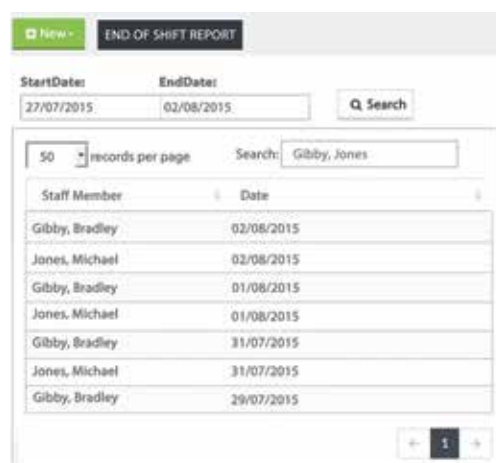 New
END OF SHIFT REPORT
StartDate: EndDate:
27/07/2015 02/08/2015 Search
50 records per page Search: Gibby, Jones
Staff Member Date
Gibby, Bradley 02/08/2015
Jones, Michael 02/08/2015
Gibby, Bradley 01/08/2015
Jones, Michael 01/08/2015
Gibby, Bradley 31/07/2015
Jones, Michael 31/07/2015
Gibby, Bradley 29/07/2015
1